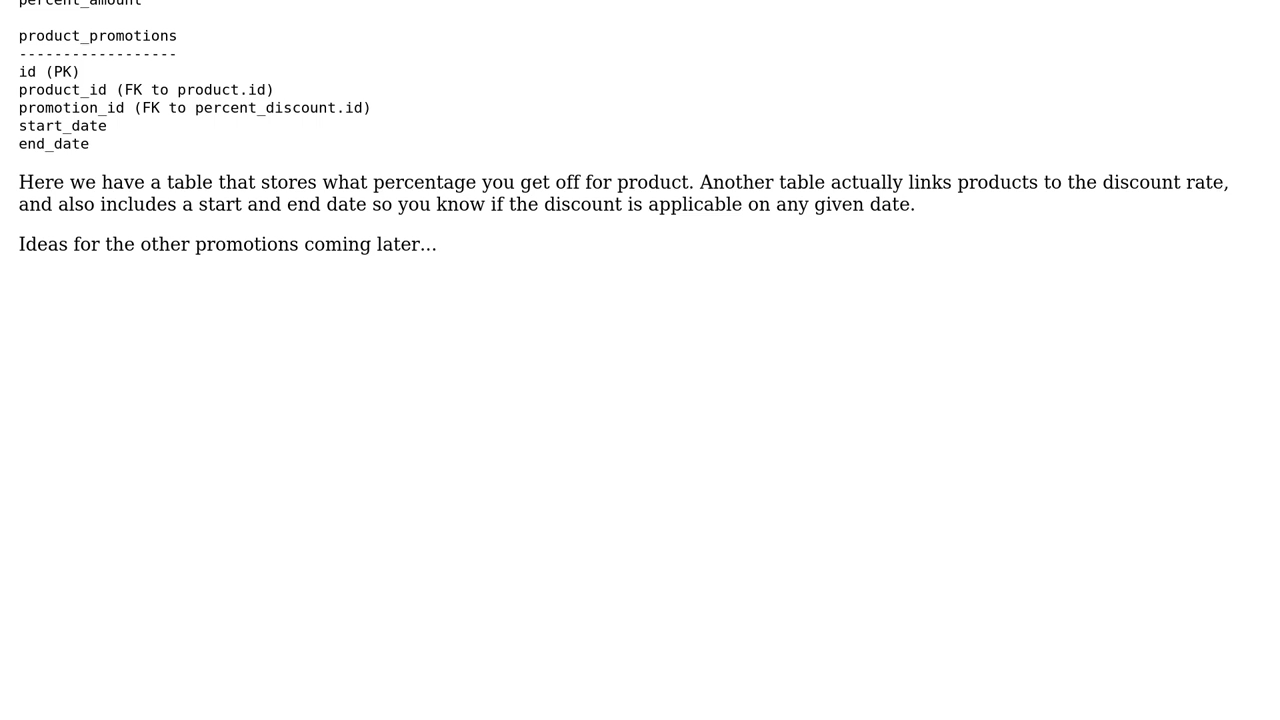 percent_amount
product_promotions
------------------
id (PK)
product_id (FK to product.id)
promotion_id (FK to percent_discount.id)
start_date
end_date
Here we have a table that stores what percentage you get off for product. Another table actually links products to the discount rate,
and also includes a start and end date so you know if the discount is applicable on any given date.
Ideas for the other promotions coming later...